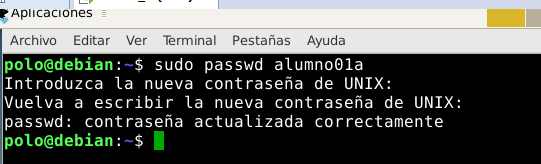 Aplicaciones
Archivo Editar Ver Terminal Pestañas Ayuda
polo@debian:~$ sudo passwd alumno01a
Introduzca la nueva contraseña de UNIX:
Vuelva a escribir la nueva contraseña de UNIX:
passwd: contraseña actualizada correctamente
polo@debian:~$